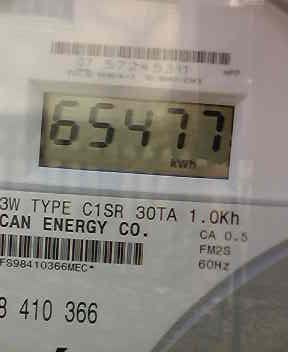 65477
kWh
3W TYPE C1SR 30TA 1.0Kh
CAN ENERGY CO.
CA 0.5
FM2S
60Hz
FS98410366MEC*
8 410 366